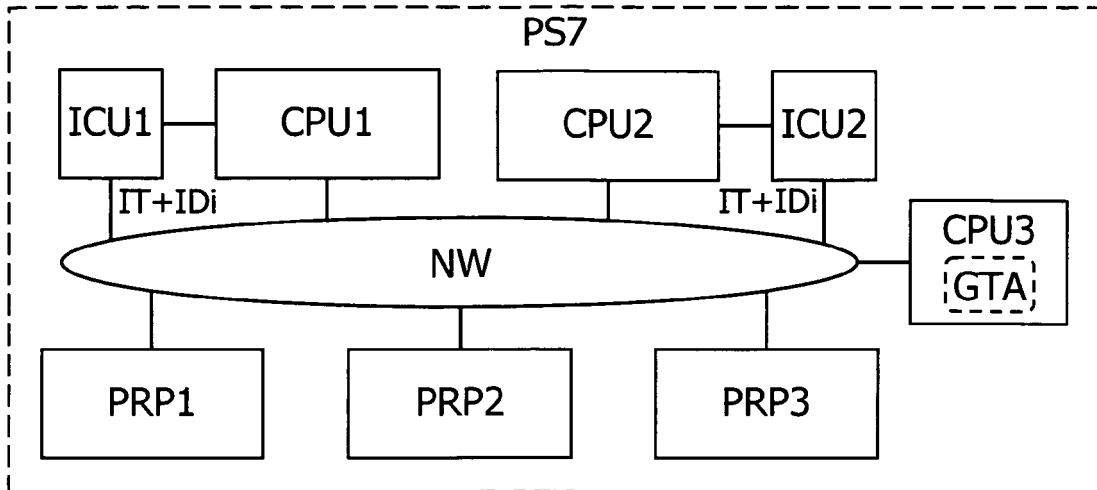 PS7
ICU1
CPU1
CPU2
ICU2
IT+IDi
IT+IDi
CPU3
GTA
NW
PRP1
PRP2
PRP3